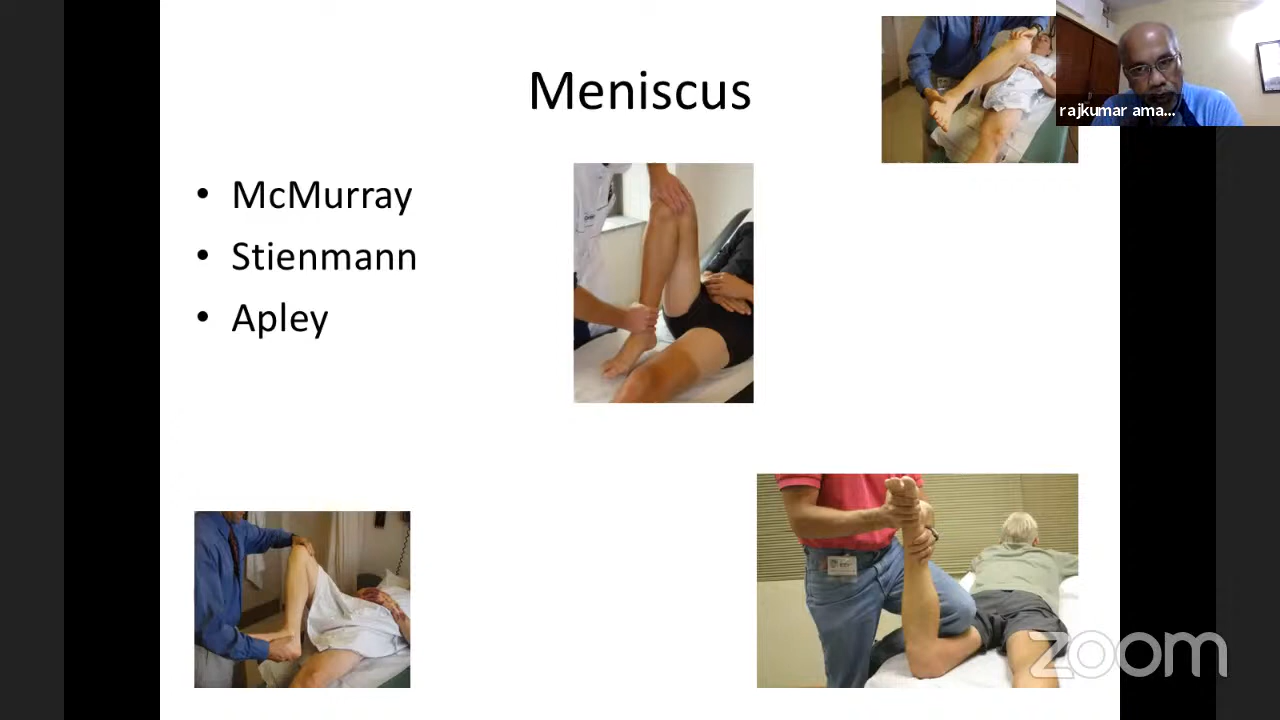 Meniscus
rajkumar ama...
• McMurray
• Stienmann
• Apley
zoom